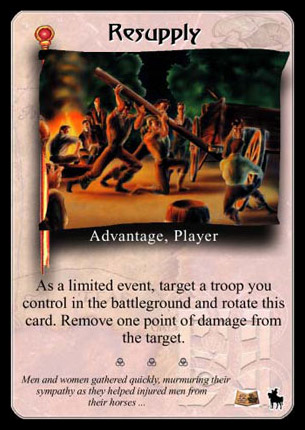 Resupply
Advantage, Player
As a limited event, target a troop you
control in the battleground and rotate this
card. Remove one point of damage from
the target.
Men and women gathered quickly, murmuring their
sympathy as they helped injured men from
their horses ...